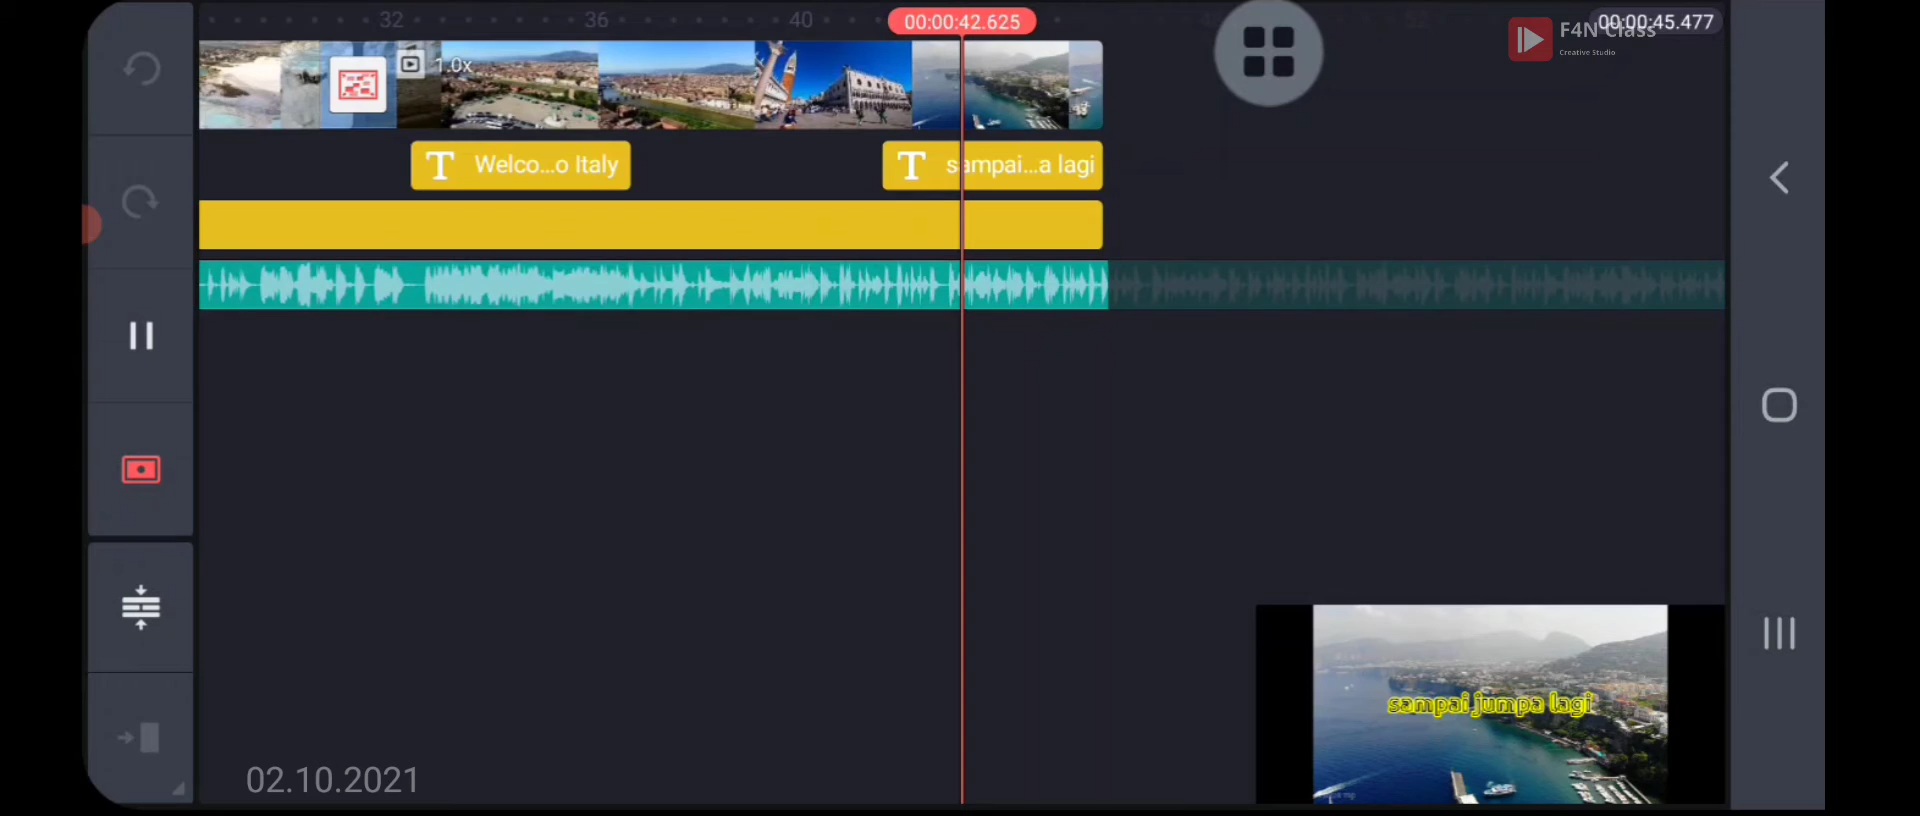 32
36
40
00:00:42.625
52
00:00:45.477
F4N Class
Creative Studio
1.0x
T Welco...o Italy
T sampai...a lagi
sampai jumpa lagi
02.10.2021